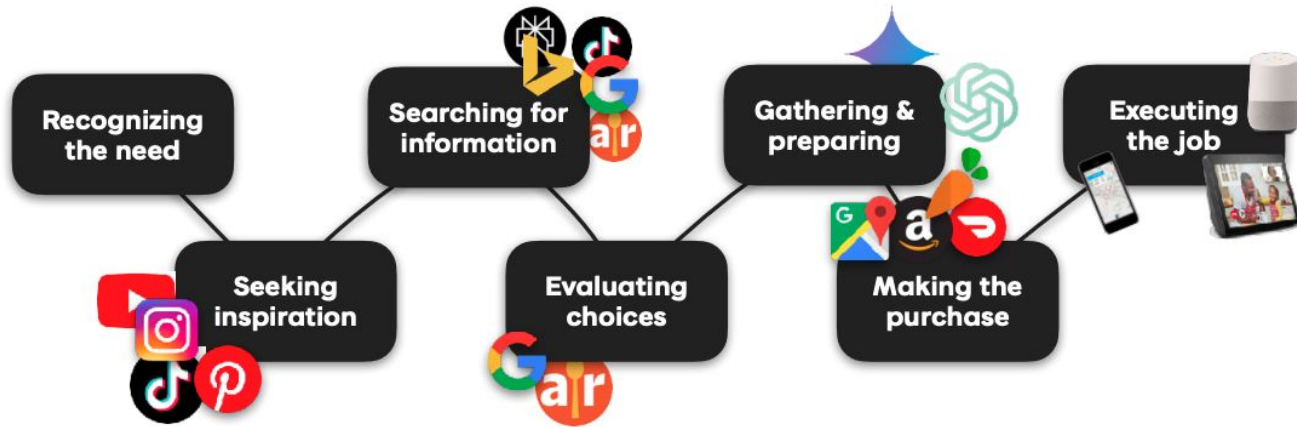 Recognizing
the need
Seeking
inspiration
Searching for
information
Evaluating
choices
Gathering &
preparing
Making the
purchase
Executing
the job